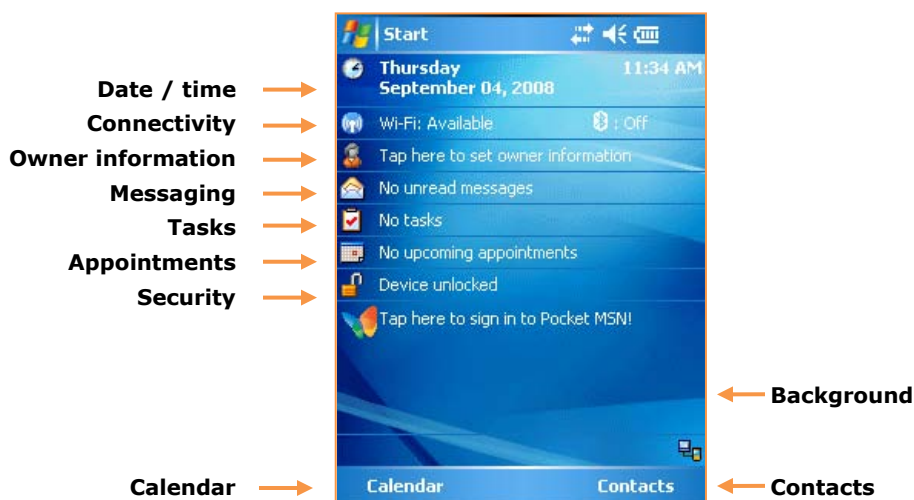 Start
Thursday 11:34 AM
Date / time September 04, 2008
Connectivity Wi-Fi: Available : Off
Owner information Tap here to set owner information
Messaging No unread messages
Tasks No tasks
Appointments No upcoming appointments
Security Device unlocked
Tap here to sign in to Pocket MSN!
Background
Calendar Calendar Contacts Contacts